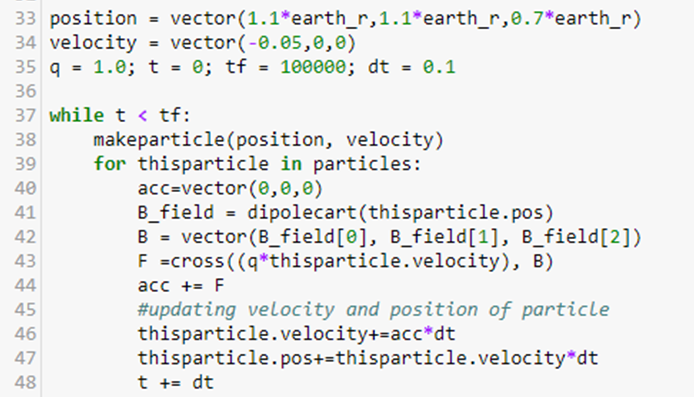 33 position = vector(1.1*earth_r,1.1*earth_r,0.7*earth_r)
34 velocity = vector(-0.05,0,0)
35 q = 1.0; t = 0; tf = 100000; dt = 0.1
36
37 while t < tf:
38     makeparticle(position, velocity)
39     for thisparticle in particles:
40         acc=vector(0,0,0)
41         B_field = dipolecart(thisparticle.pos)
42         B = vector(B_field[0], B_field[1], B_field[2])
43         F =cross((q*thisparticle.velocity), B)
44         acc += F
45         #updating velocity and position of particle
46         thisparticle.velocity+=acc*dt
47         thisparticle.pos+=thisparticle.velocity*dt
48         t += dt